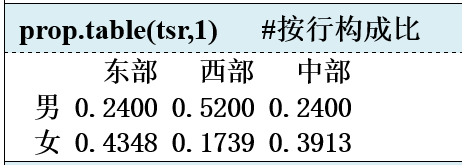 prop.table(tsr,1) #按行构成比
东部 西部 中部
男 0.2400 0.5200 0.2400
女 0.4348 0.1739 0.3913